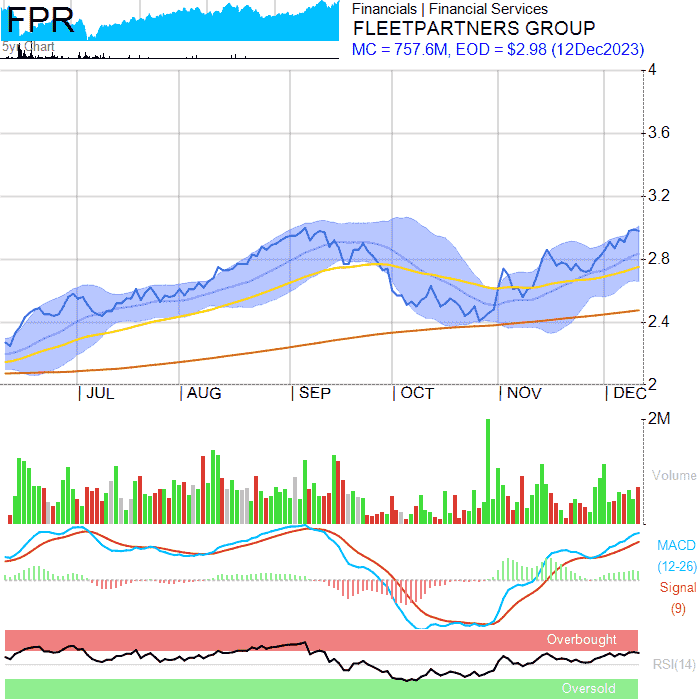 FPR
5yr Chart
Financials | Financial Services
FLEETPARTNERS GROUP
MC = 757.6M, EOD = $2.98 (12Dec2023)
4
3.6
3.2
2.8
2.4
2
JUL AUG SEP OCT NOV DEC
2M
Volume
MACD
(12-26)
Signal
(9)
Overbought
RSI(14)
Oversold